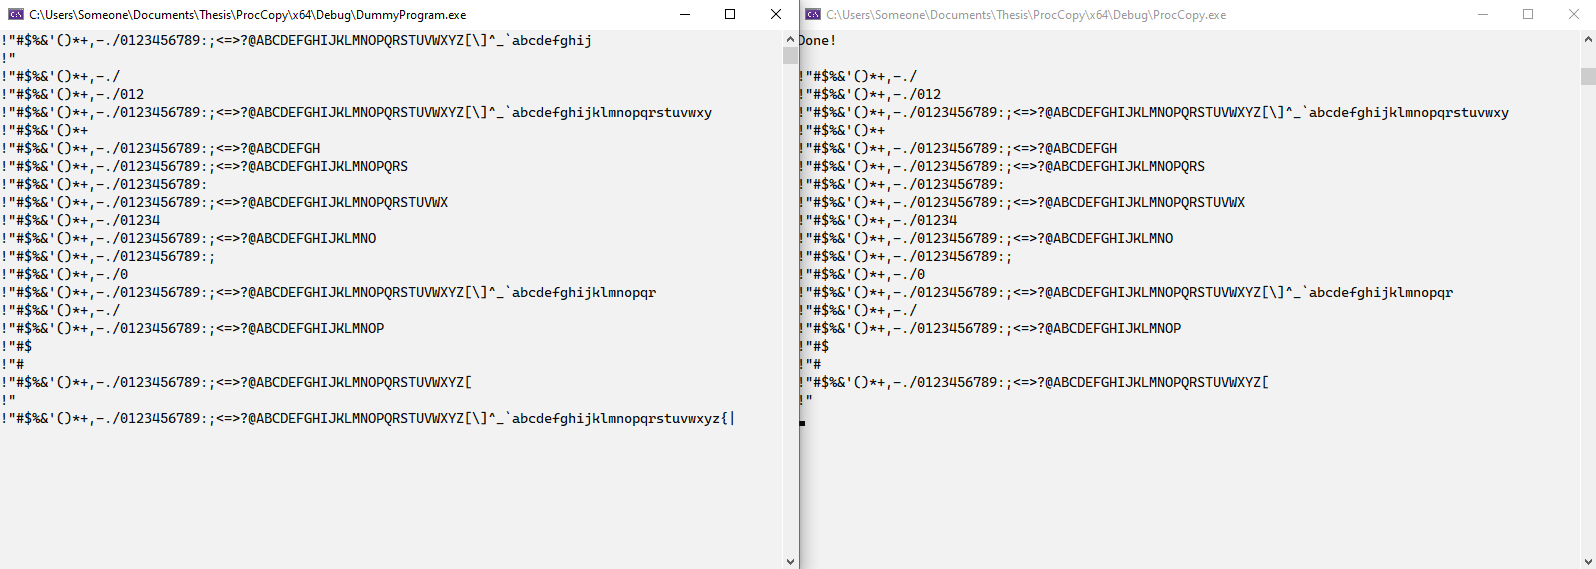 C:\Users\Someone\Documents\Thesis\ProcCopy\x64\Debug\DummyProgram.exe
!"#$%&'()*+,-./0123456789:;<=>?@ABCDEFGHIJKLMNOPQRSTUVWXYZ[\]^_`abcdefghij
!"
!"#$%&'()*+,-./
!"#$%&'()*+,-./012
!"#$%&'()*+,-./0123456789:;<=>?@ABCDEFGHIJKLMNOPQRSTUVWXYZ[\]^_`abcdefghijklmnopqrstuvwxy
!"#$%&'()*+
!"#$%&'()*+,-./0123456789:;<=>?@ABCDEFGH
!"#$%&'()*+,-./0123456789:;<=>?@ABCDEFGHIJKLMNOPQRS
!"#$%&'()*+,-./0123456789:
!"#$%&'()*+,-./0123456789:;<=>?@ABCDEFGHIJKLMNOPQRSTUVWX
!"#$%&'()*+,-./01234
!"#$%&'()*+,-./0123456789:;<=>?@ABCDEFGHIJKLMNO
!"#$%&'()*+,-./0123456789:;
!"#$%&'()*+,-./0
!"#$%&'()*+,-./0123456789:;<=>?@ABCDEFGHIJKLMNOPQRSTUVWXYZ[\]^_`abcdefghijklmnopqr
!"#$%&'()*+,-./
!"#$%&'()*+,-./0123456789:;<=>?@ABCDEFGHIJKLMNOP
!"#$
!"#
!"#$%&'()*+,-./0123456789:;<=>?@ABCDEFGHIJKLMNOPQRSTUVWXYZ[
!"
!"#$%&'()*+,-./0123456789:;<=>?@ABCDEFGHIJKLMNOPQRSTUVWXYZ[\]^_`abcdefghijklmnopqrstuvwxyz{|
C:\Users\Someone\Documents\Thesis\ProcCopy\x64\Debug\ProcCopy.exe
Done!
!"#$%&'()*+,-./
!"#$%&'()*+,-./012
!"#$%&'()*+,-./0123456789:;<=>?@ABCDEFGHIJKLMNOPQRSTUVWXYZ[\]^_`abcdefghijklmnopqrstuvwxy
!"#$%&'()*+
!"#$%&'()*+,-./0123456789:;<=>?@ABCDEFGH
!"#$%&'()*+,-./0123456789:;<=>?@ABCDEFGHIJKLMNOPQRS
!"#$%&'()*+,-./0123456789:
!"#$%&'()*+,-./0123456789:;<=>?@ABCDEFGHIJKLMNOPQRSTUVWX
!"#$%&'()*+,-./01234
!"#$%&'()*+,-./0123456789:;<=>?@ABCDEFGHIJKLMNO
!"#$%&'()*+,-./0123456789:;
!"#$%&'()*+,-./0
!"#$%&'()*+,-./0123456789:;<=>?@ABCDEFGHIJKLMNOPQRSTUVWXYZ[\]^_`abcdefghijklmnopqr
!"#$%&'()*+,-./
!"#$%&'()*+,-./0123456789:;<=>?@ABCDEFGHIJKLMNOP
!"#$
!"#
!"#$%&'()*+,-./0123456789:;<=>?@ABCDEFGHIJKLMNOPQRSTUVWXYZ[
!"